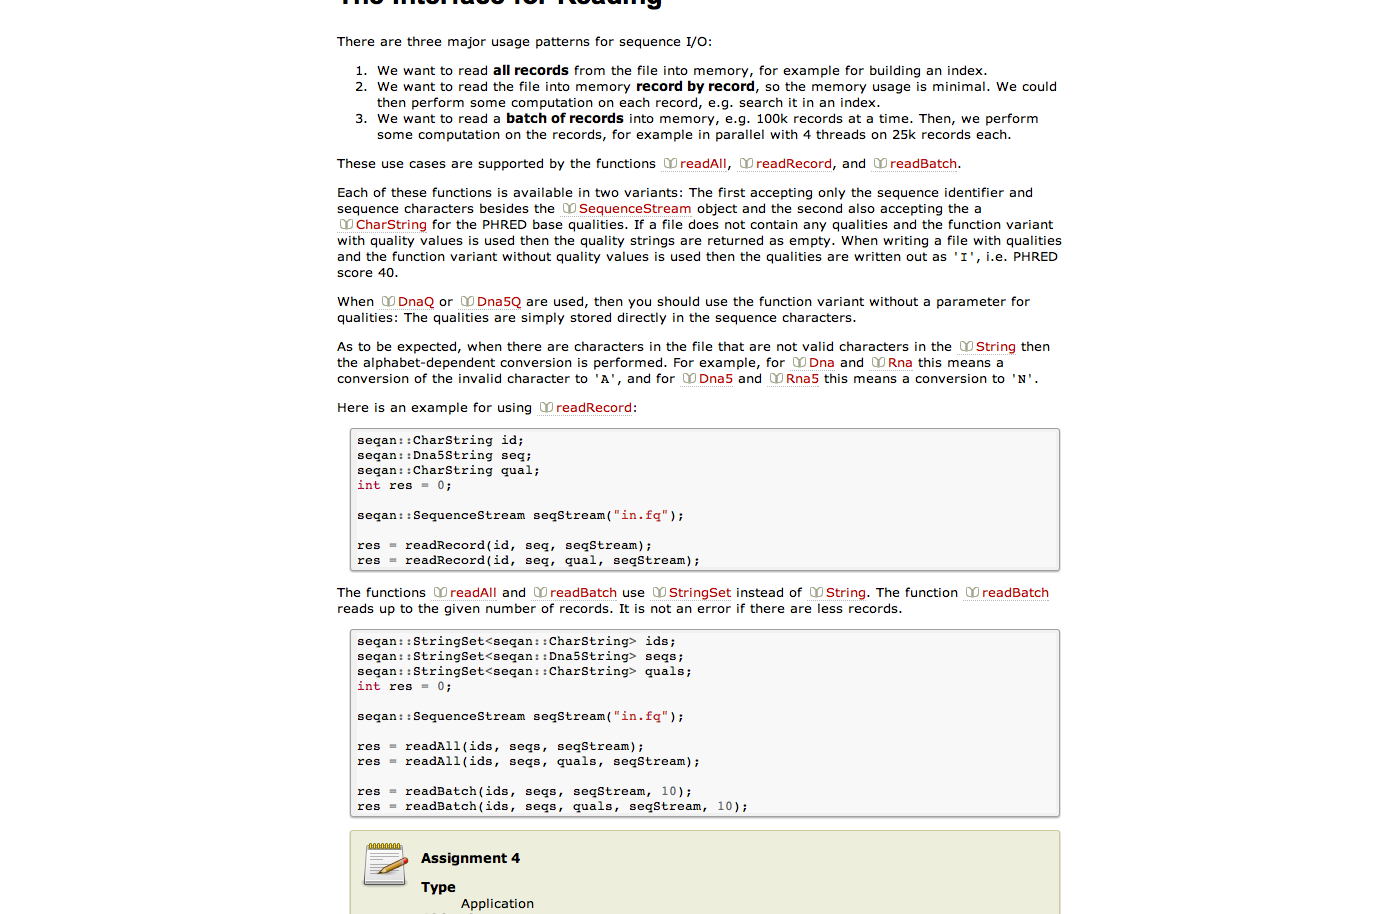 The Interface for Reading
There are three major usage patterns for sequence I/O:
1. We want to read all records from the file into memory, for example for building an index.
2. We want to read the file into memory record by record, so the memory usage is minimal. We could
then perform some computation on each record, e.g. search it in an index.
3. We want to read a batch of records into memory, e.g. 100k records at a time. Then, we perform
some computation on the records, for example in parallel with 4 threads on 25k records each.
These use cases are supported by the functions readAll, readRecord, and readBatch.
Each of these functions is available in two variants: The first accepting only the sequence identifier and
sequence characters besides the SequenceStream object and the second also accepting the a
CharString for the PHRED base qualities. If a file does not contain any qualities and the function variant
with quality values is used then the quality strings are returned as empty. When writing a file with qualities
and the function variant without quality values is used then the qualities are written out as 'I', i.e. PHRED
score 40.
When DnaQ or Dna5Q are used, then you should use the function variant without a parameter for
qualities: The qualities are simply stored directly in the sequence characters.
As to be expected, when there are characters in the file that are not valid characters in the String then
the alphabet-dependent conversion is performed. For example, for Dna and Rna this means a
conversion of the invalid character to 'A', and for Dna5 and Rna5 this means a conversion to 'N'.
Here is an example for using readRecord:
seqan::CharString id;
seqan::Dna5String seq;
seqan::CharString qual;
int res = 0;
seqan::SequenceStream seqStream("in.fq");
res = readRecord(id, seq, seqStream);
res = readRecord(id, seq, qual, seqStream);
The functions readAll and readBatch use StringSet instead of String. The function readBatch
reads up to the given number of records. It is not an error if there are less records.
seqan::StringSet<seqan::CharString> ids;
seqan::StringSet<seqan::Dna5String> seqs;
seqan::StringSet<seqan::CharString> quals;
int res = 0;
seqan::SequenceStream seqStream("in.fq");
res = readAll(ids, seqs, seqStream);
res = readAll(ids, seqs, quals, seqStream);
res = readBatch(ids, seqs, seqStream, 10);
res = readBatch(ids, seqs, quals, seqStream, 10);
Assignment 4
Type
Application